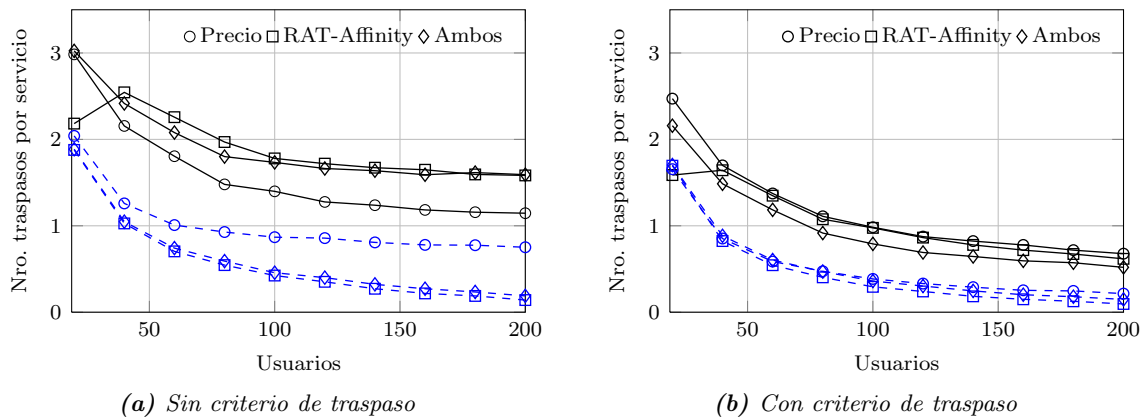 Precio RAT-Affinity Ambos
3
2
1
0
50 100 150 200
Nro. traspasos por servicio
Usuarios
(a) Sin criterio de traspaso
Precio RAT-Affinity Ambos
3
2
1
0
50 100 150 200
Nro. traspasos por servicio
Usuarios
(b) Con criterio de traspaso